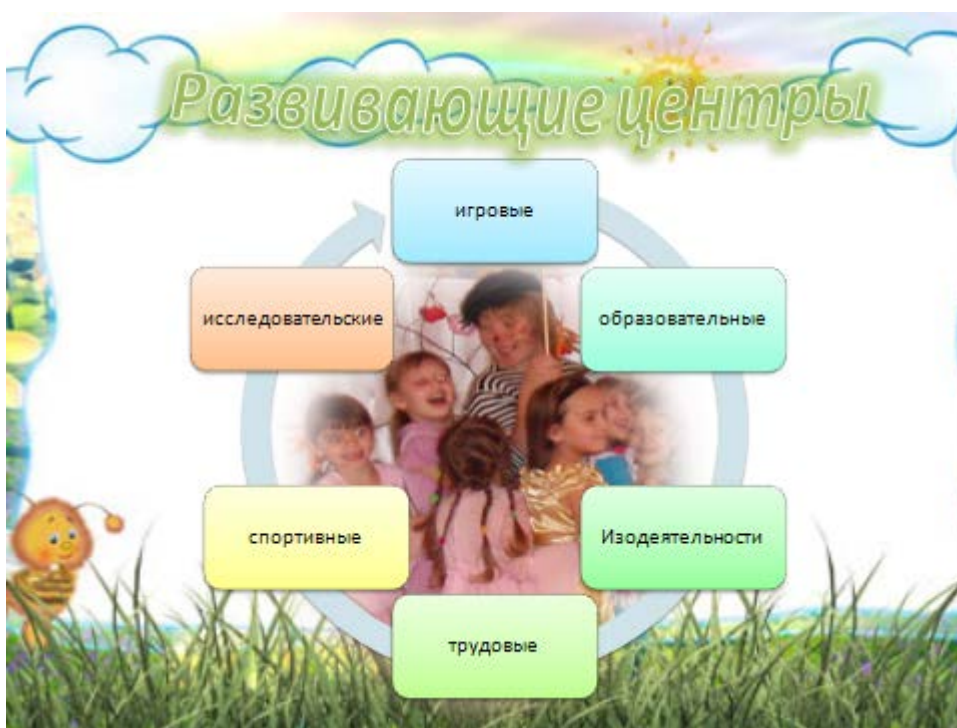 Развивающие центры
игровые
образовательные
Изодеятельности
трудовые
спортивные
исследовательские